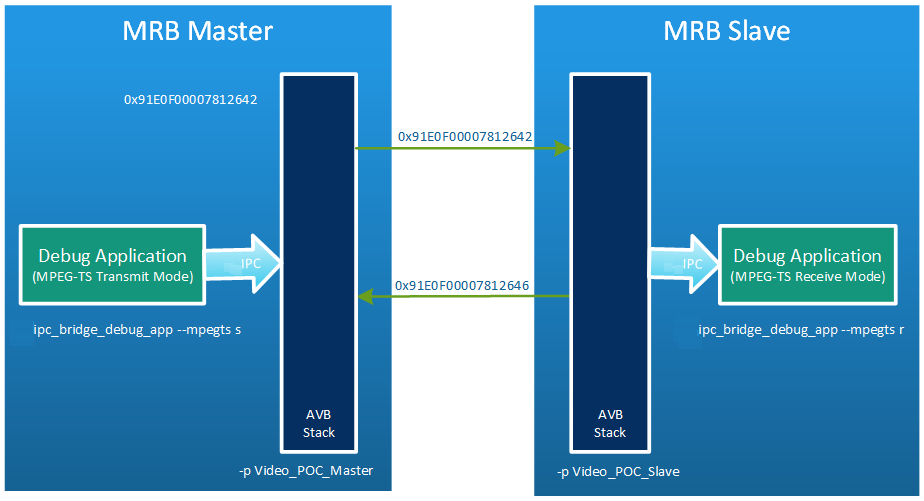 MRB Master
MRB Slave
0x91E0F00007812642
0x91E0F00007812642
Debug Application
(MPEG-TS Transmit Mode)
IPC
IPC
Debug Application
(MPEG-TS Receive Mode)
0x91E0F00007812646
ipc_bridge_debug_app --mpegts s
ipc_bridge_debug_app --mpegts r
AVB
Stack
AVB
Stack
-p Video_POC_Master
-p Video_POC_Slave